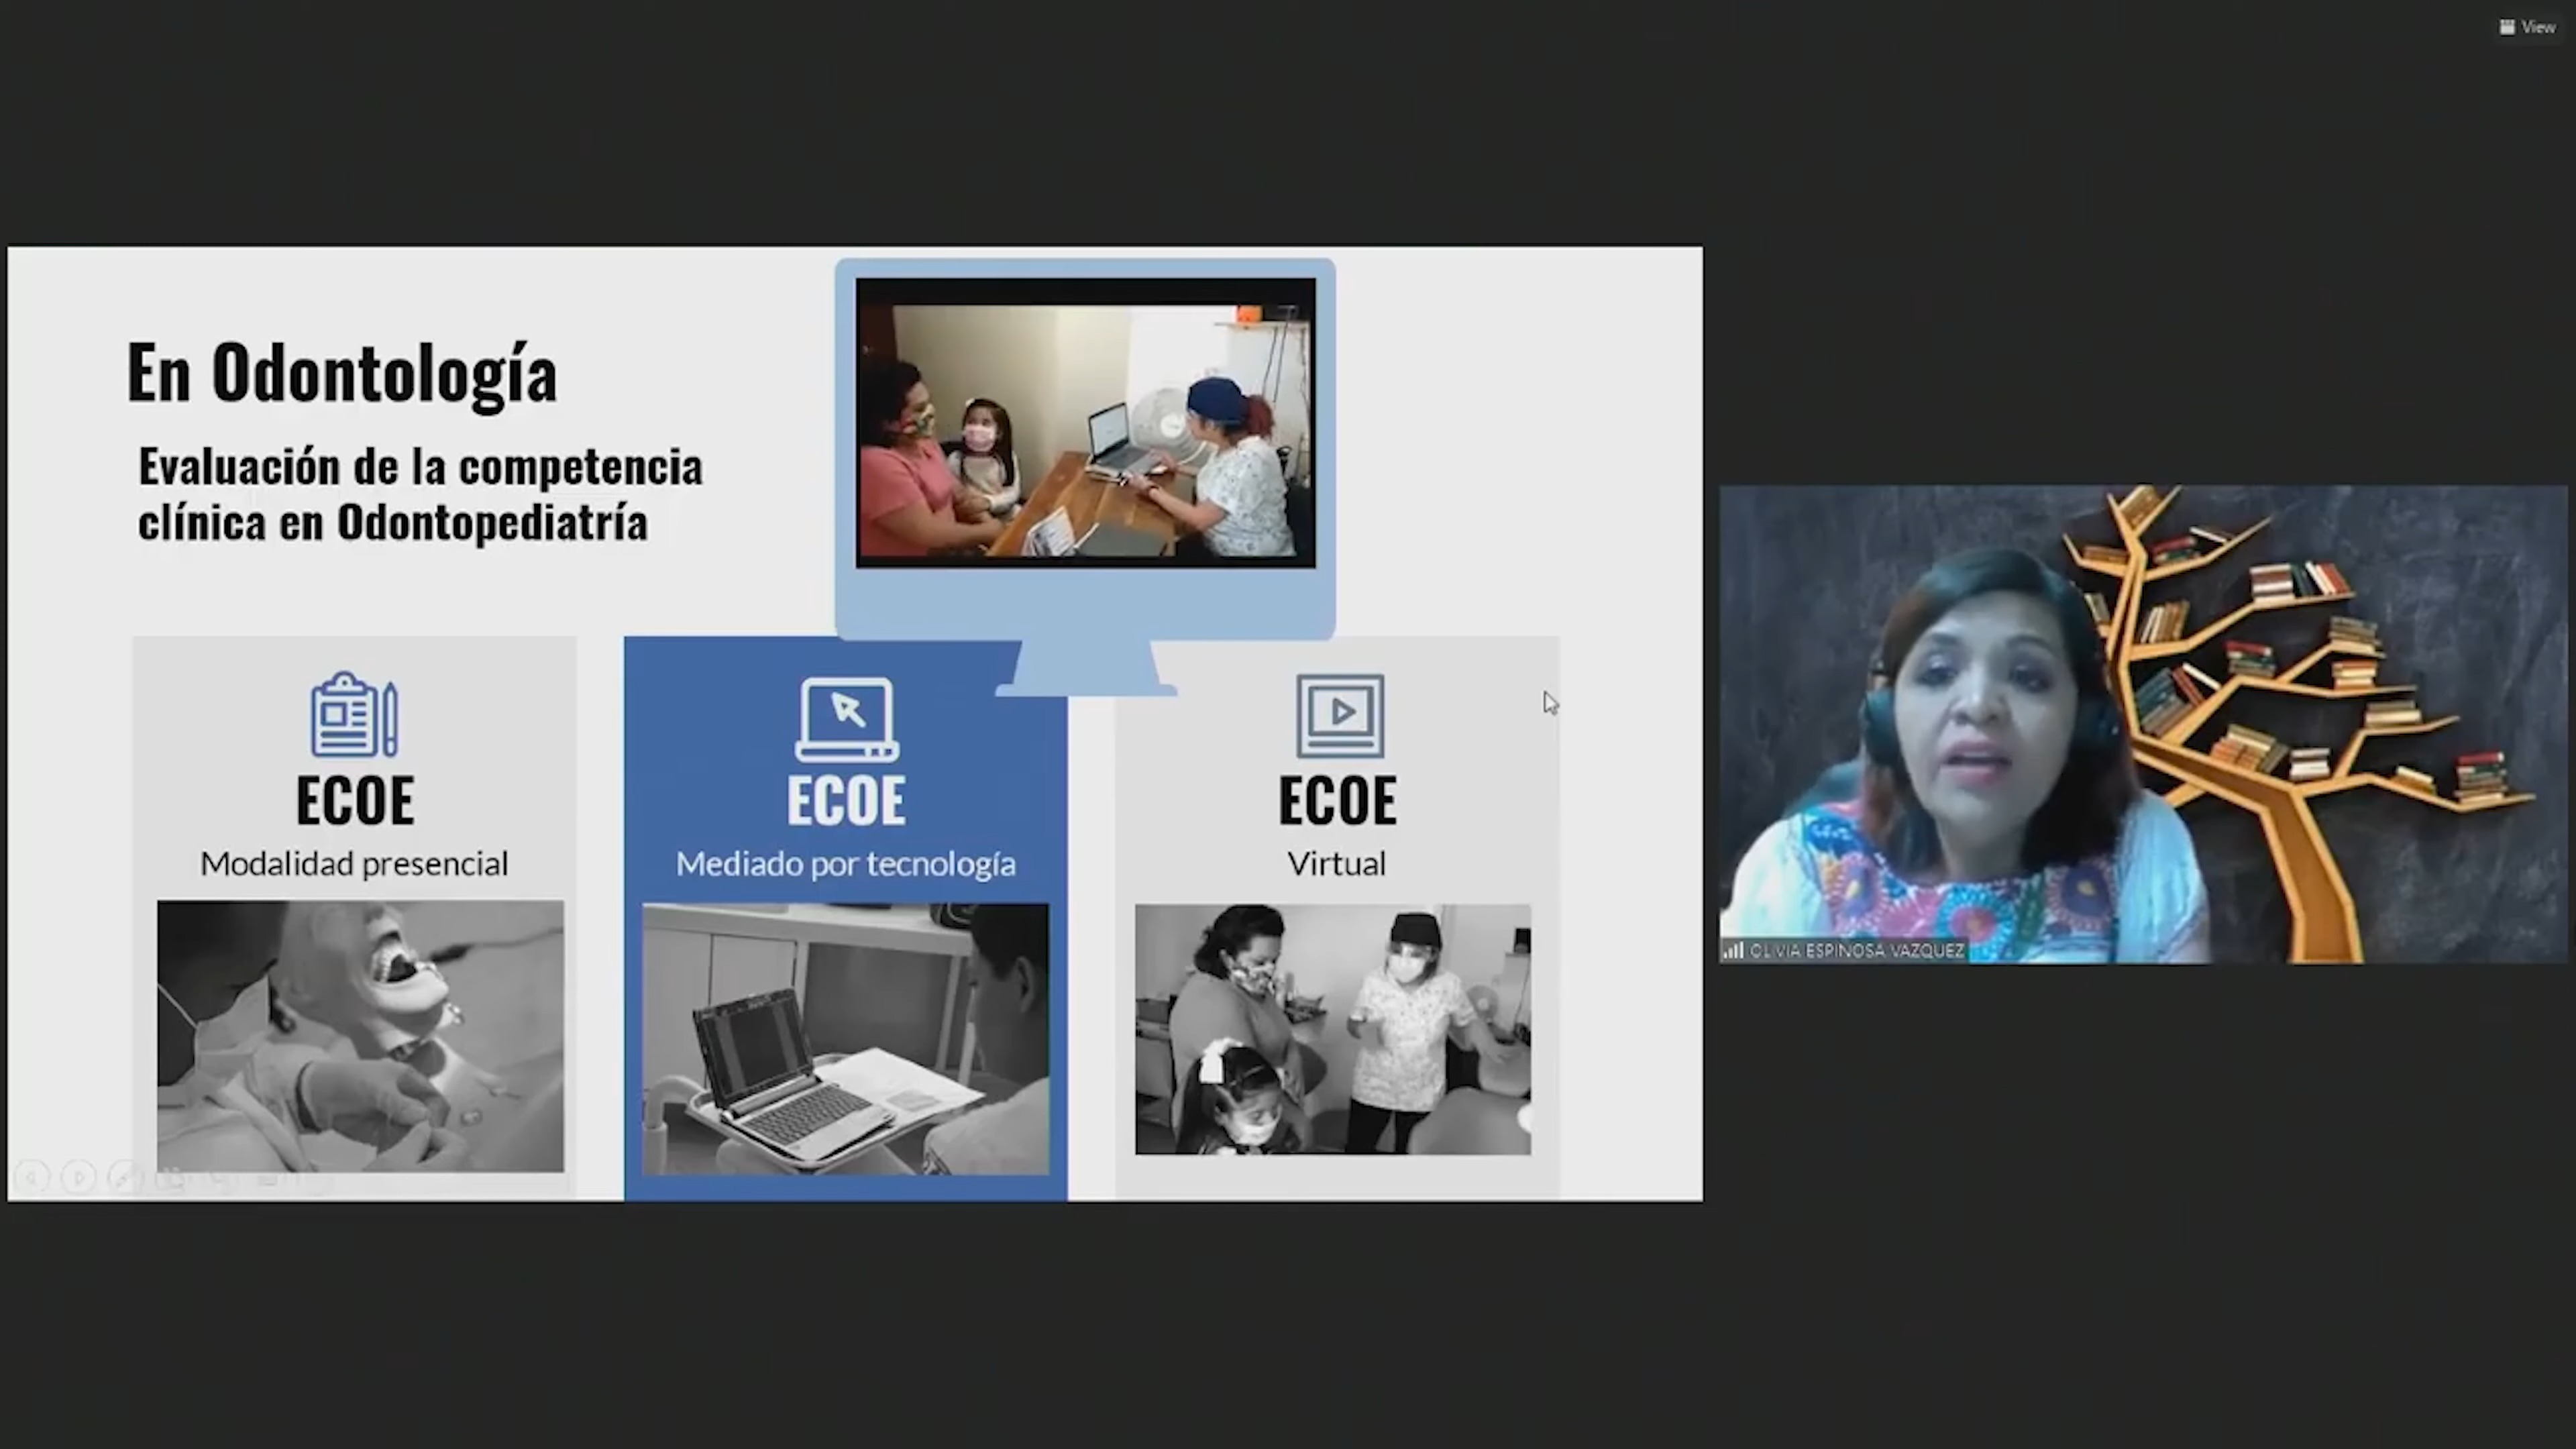 View
En Odontología
Evaluación de la competencia
clínica en Odontopediatría
ECOE
Modalidad presencial
ECOE
Mediado por tecnología
ECOE
Virtual
OLIVIA ESPINOSA VAZQUEZ